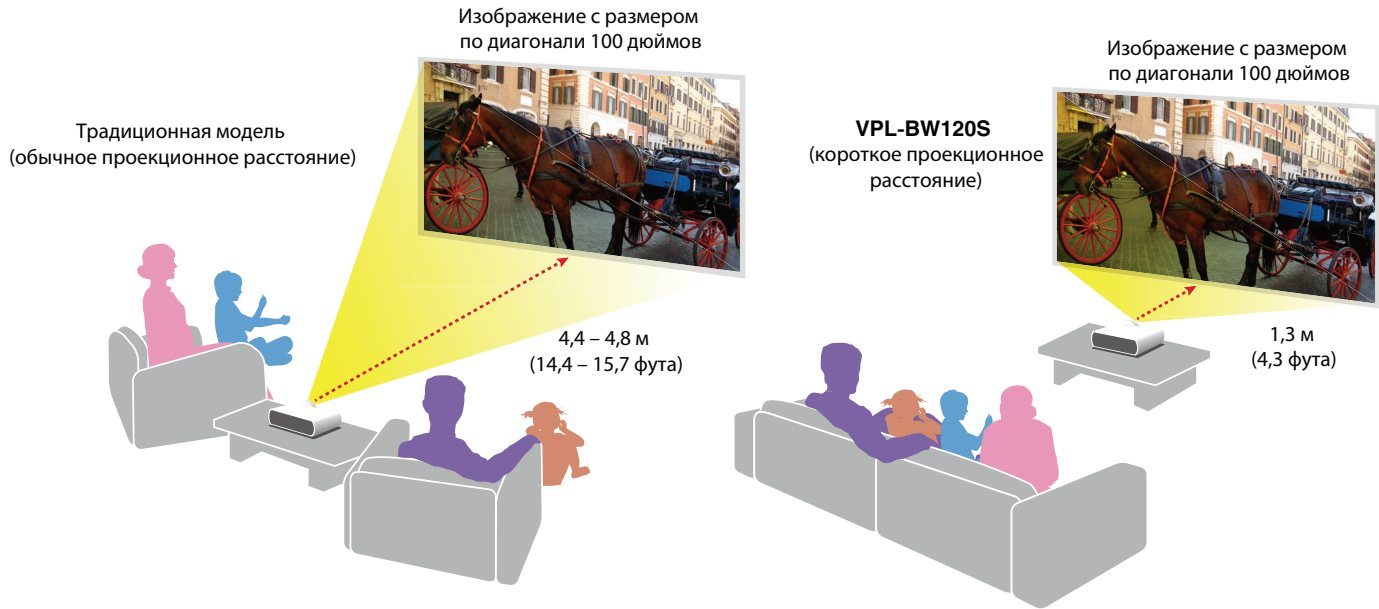 Изображение с размером
по диагонали 100 дюймов
Традиционная модель
(обычное проекционное расстояние)
4,4 – 4,8 м
(14,4 – 15,7 фута)
Изображение с размером
по диагонали 100 дюймов
VPL-BW120S
(короткое проекционное
расстояние)
1,3 м
(4,3 фута)